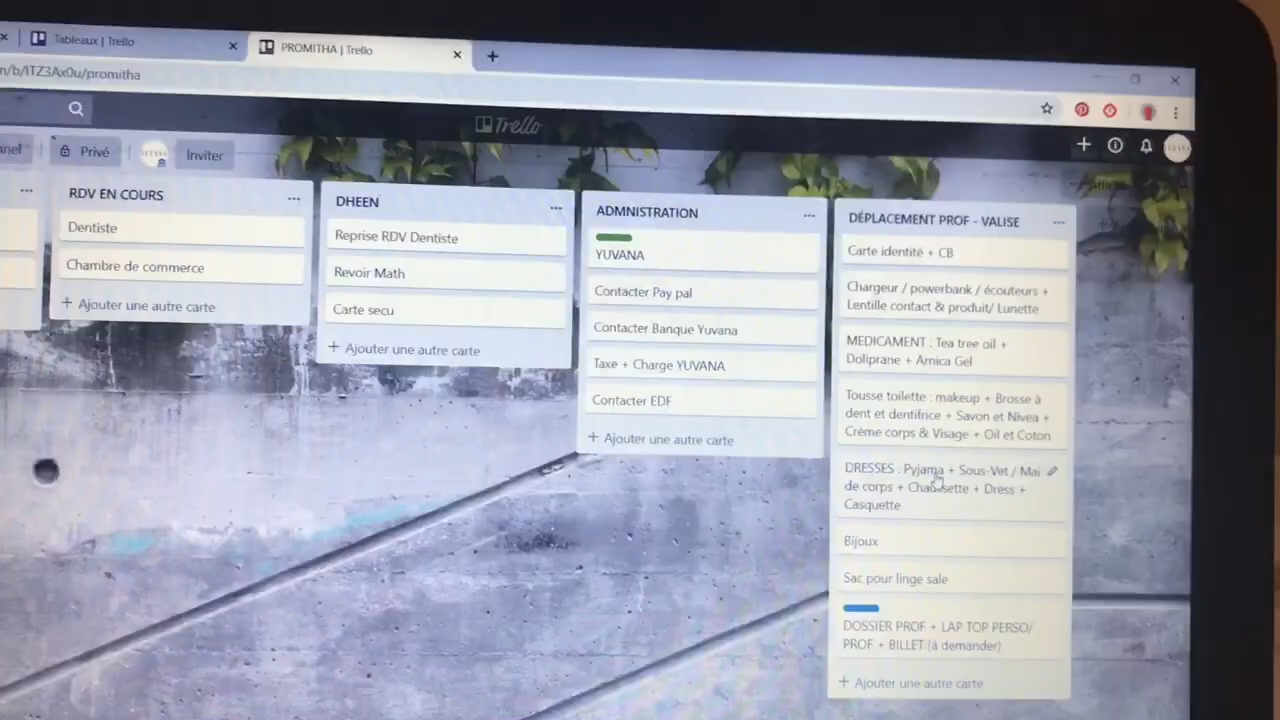 Tableaux | Trello
PROMITHA | Trello
n/b/ITZ3Ax0u/promitha
Trello
Privé
Inviter
RDV EN COURS
Dentiste
Chambre de commerce
+ Ajouter une autre carte
DHEEN
Reprise RDV Dentiste
Revoir Math
Carte secu
+ Ajouter une autre carte
ADMNISTRATION
YUVANA
Contacter Pay pal
Contacter Banque Yuvana
Taxe + Charge YUVANA
Contacter EDF
+ Ajouter une autre carte
DÉPLACEMENT PROF - VALISE
Carte identité + CB
Chargeur / powerbank / écouteurs +
Lentille contact & produit/ Lunette
MEDICAMENT : Tea tree oil +
Doliprane + Arnica Gel
Tousse toilette : makeup + Brosse à
dent et dentifrice + Savon et Nivea +
Crème corps & Visage + Oil et Coton
DRESSES : Pyjama + Sous-Vet / Mai
de corps + Chaussette + Dress +
Casquette
Bijoux
Sac pour linge sale
DOSSIER PROF + LAP TOP PERSO/
PROF + BILLET (à demander)
+ Ajouter une autre carte